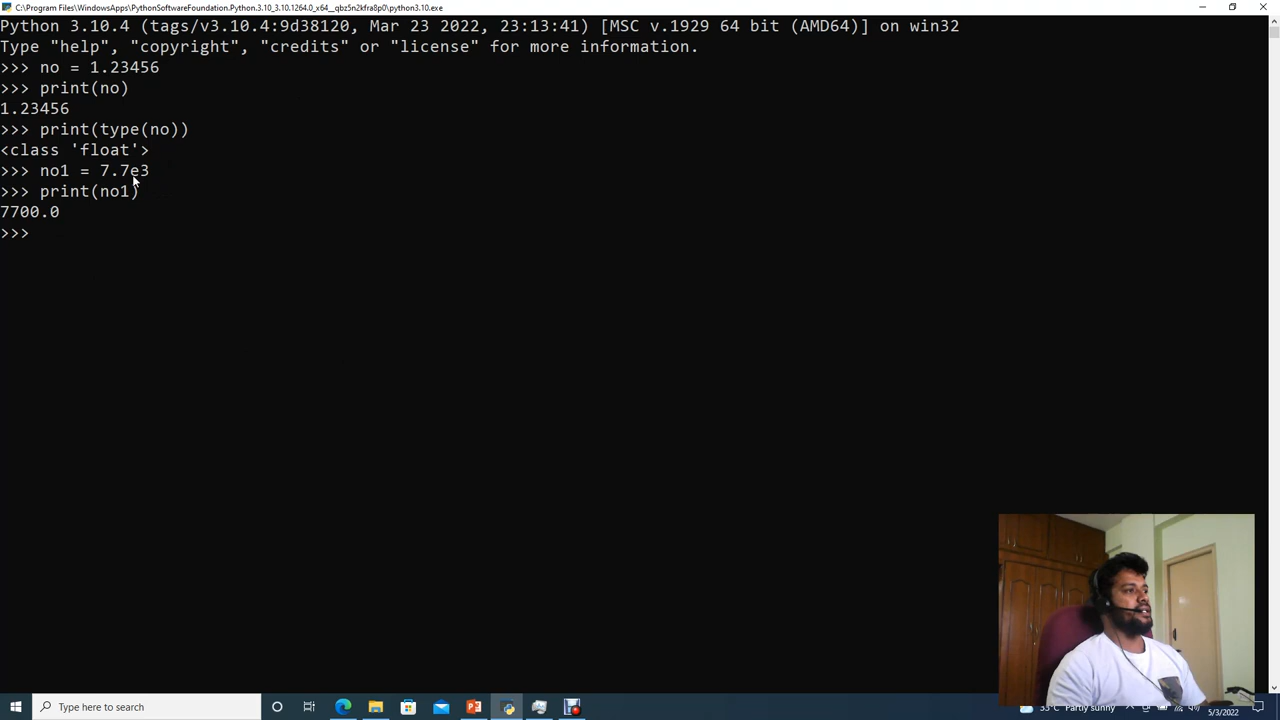 C:\Program Files\WindowsApps\PythonSoftwareFoundation.Python.3.10_3.10.1264.0_x64__qbz5n2kfra8p0\python3.10.exe
Python 3.10.4 (tags/v3.10.4:9d38120, Mar 23 2022, 23:13:41) [MSC v.1929 64 bit (AMD64)] on win32
Type "help", "copyright", "credits" or "license" for more information.
>>> no = 1.23456
>>> print(no)
1.23456
>>> print(type(no))
<class 'float'>
>>> no1 = 7.7e3
>>> print(no1)
7700.0
>>>
Type here to search
Partly sunny
5/3/2022